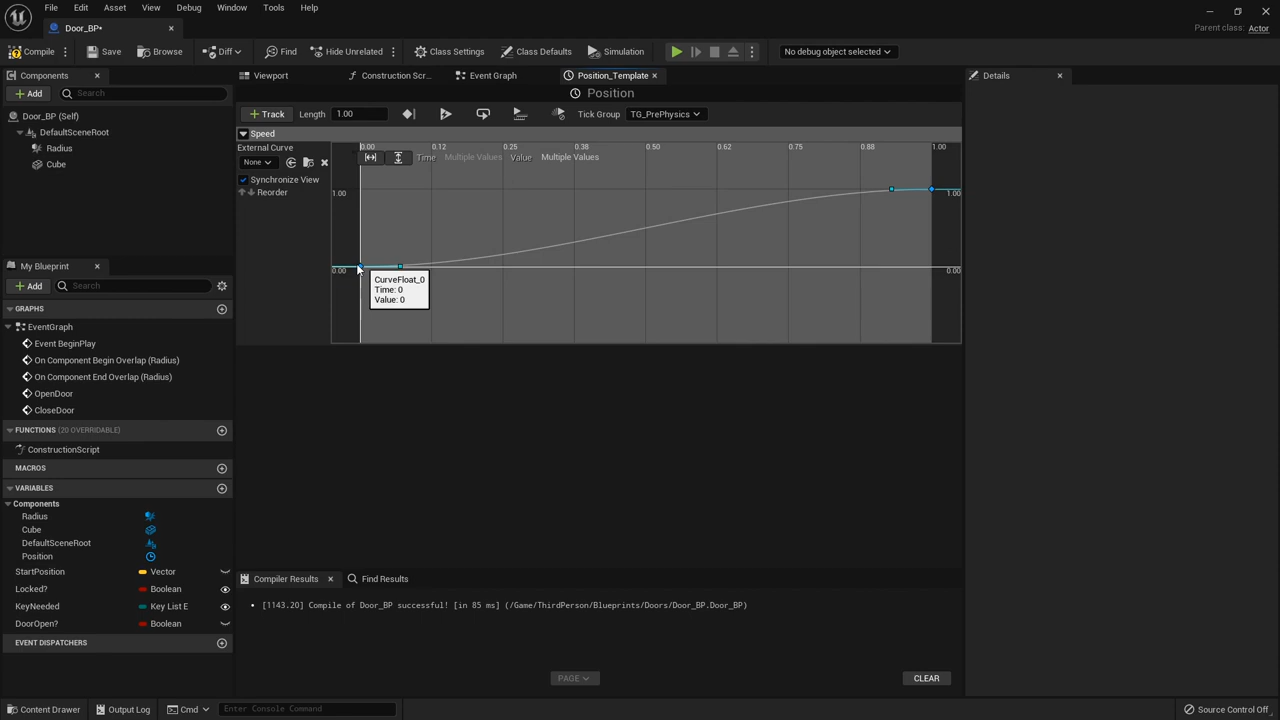 File Edit Asset View Debug Window Tools Help
Door_BP*
Parent class: Actor
Compile Save Browse Diff Find Hide Unrelated Class Settings Class Defaults Simulation No debug object selected
Components
Add Search
Door_BP (Self)
DefaultSceneRoot
Radius
Cube
My Blueprint
Add Search
GRAPHS
EventGraph
Event BeginPlay
On Component Begin Overlap (Radius)
On Component End Overlap (Radius)
OpenDoor
CloseDoor
FUNCTIONS (20 OVERRIDABLE)
ConstructionScript
MACROS
VARIABLES
Components
Radius
Cube
DefaultSceneRoot
Position
StartPosition Vector
Locked? Boolean
KeyNeeded Key List E
DoorOpen? Boolean
EVENT DISPATCHERS
Viewport Construction Scr... Event Graph Position_Template
Position
Track Length 1.00 Tick Group TG_PrePhysics
Speed
External Curve
None
Synchronize View
Reorder
0.00 0.12 0.25 0.38 0.50 0.62 0.75 0.88 1.00
Time Multiple Values Value Multiple Values
1.00 1.00
0.00 0.00
CurveFloat_0
Time: 0
Value: 0
Compiler Results Find Results
[1143.20] Compile of Door_BP successful! [in 85 ms] (/Game/ThirdPerson/Blueprints/Doors/Door_BP.Door_BP)
PAGE CLEAR
Details
Content Drawer Output Log Cmd Enter Console Command Source Control Off